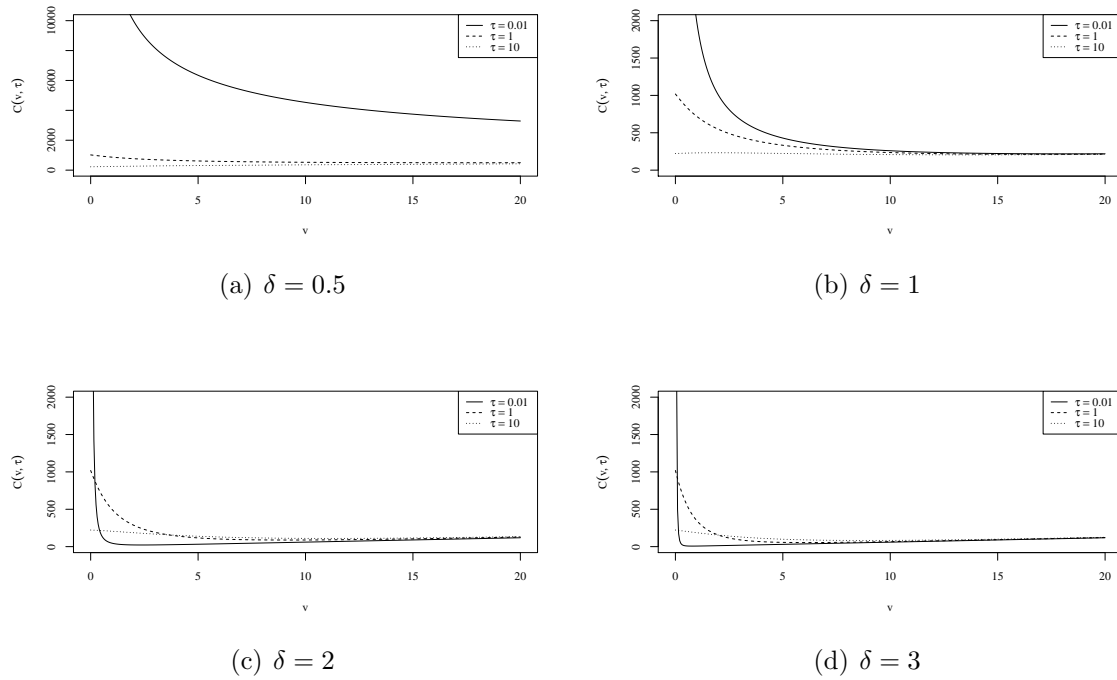 C(v, τ)
0 2000 4000 6000 8000 10000
τ = 0.01
τ = 1
τ = 10
0 5 10 15 20
v
(a) δ = 0.5
C(v, τ)
0 500 1000 1500 2000
τ = 0.01
τ = 1
τ = 10
0 5 10 15 20
v
(b) δ = 1
C(v, τ)
0 500 1000 1500 2000
τ = 0.01
τ = 1
τ = 10
0 5 10 15 20
v
(c) δ = 2
C(v, τ)
0 500 1000 1500 2000
τ = 0.01
τ = 1
τ = 10
0 5 10 15 20
v
(d) δ = 3